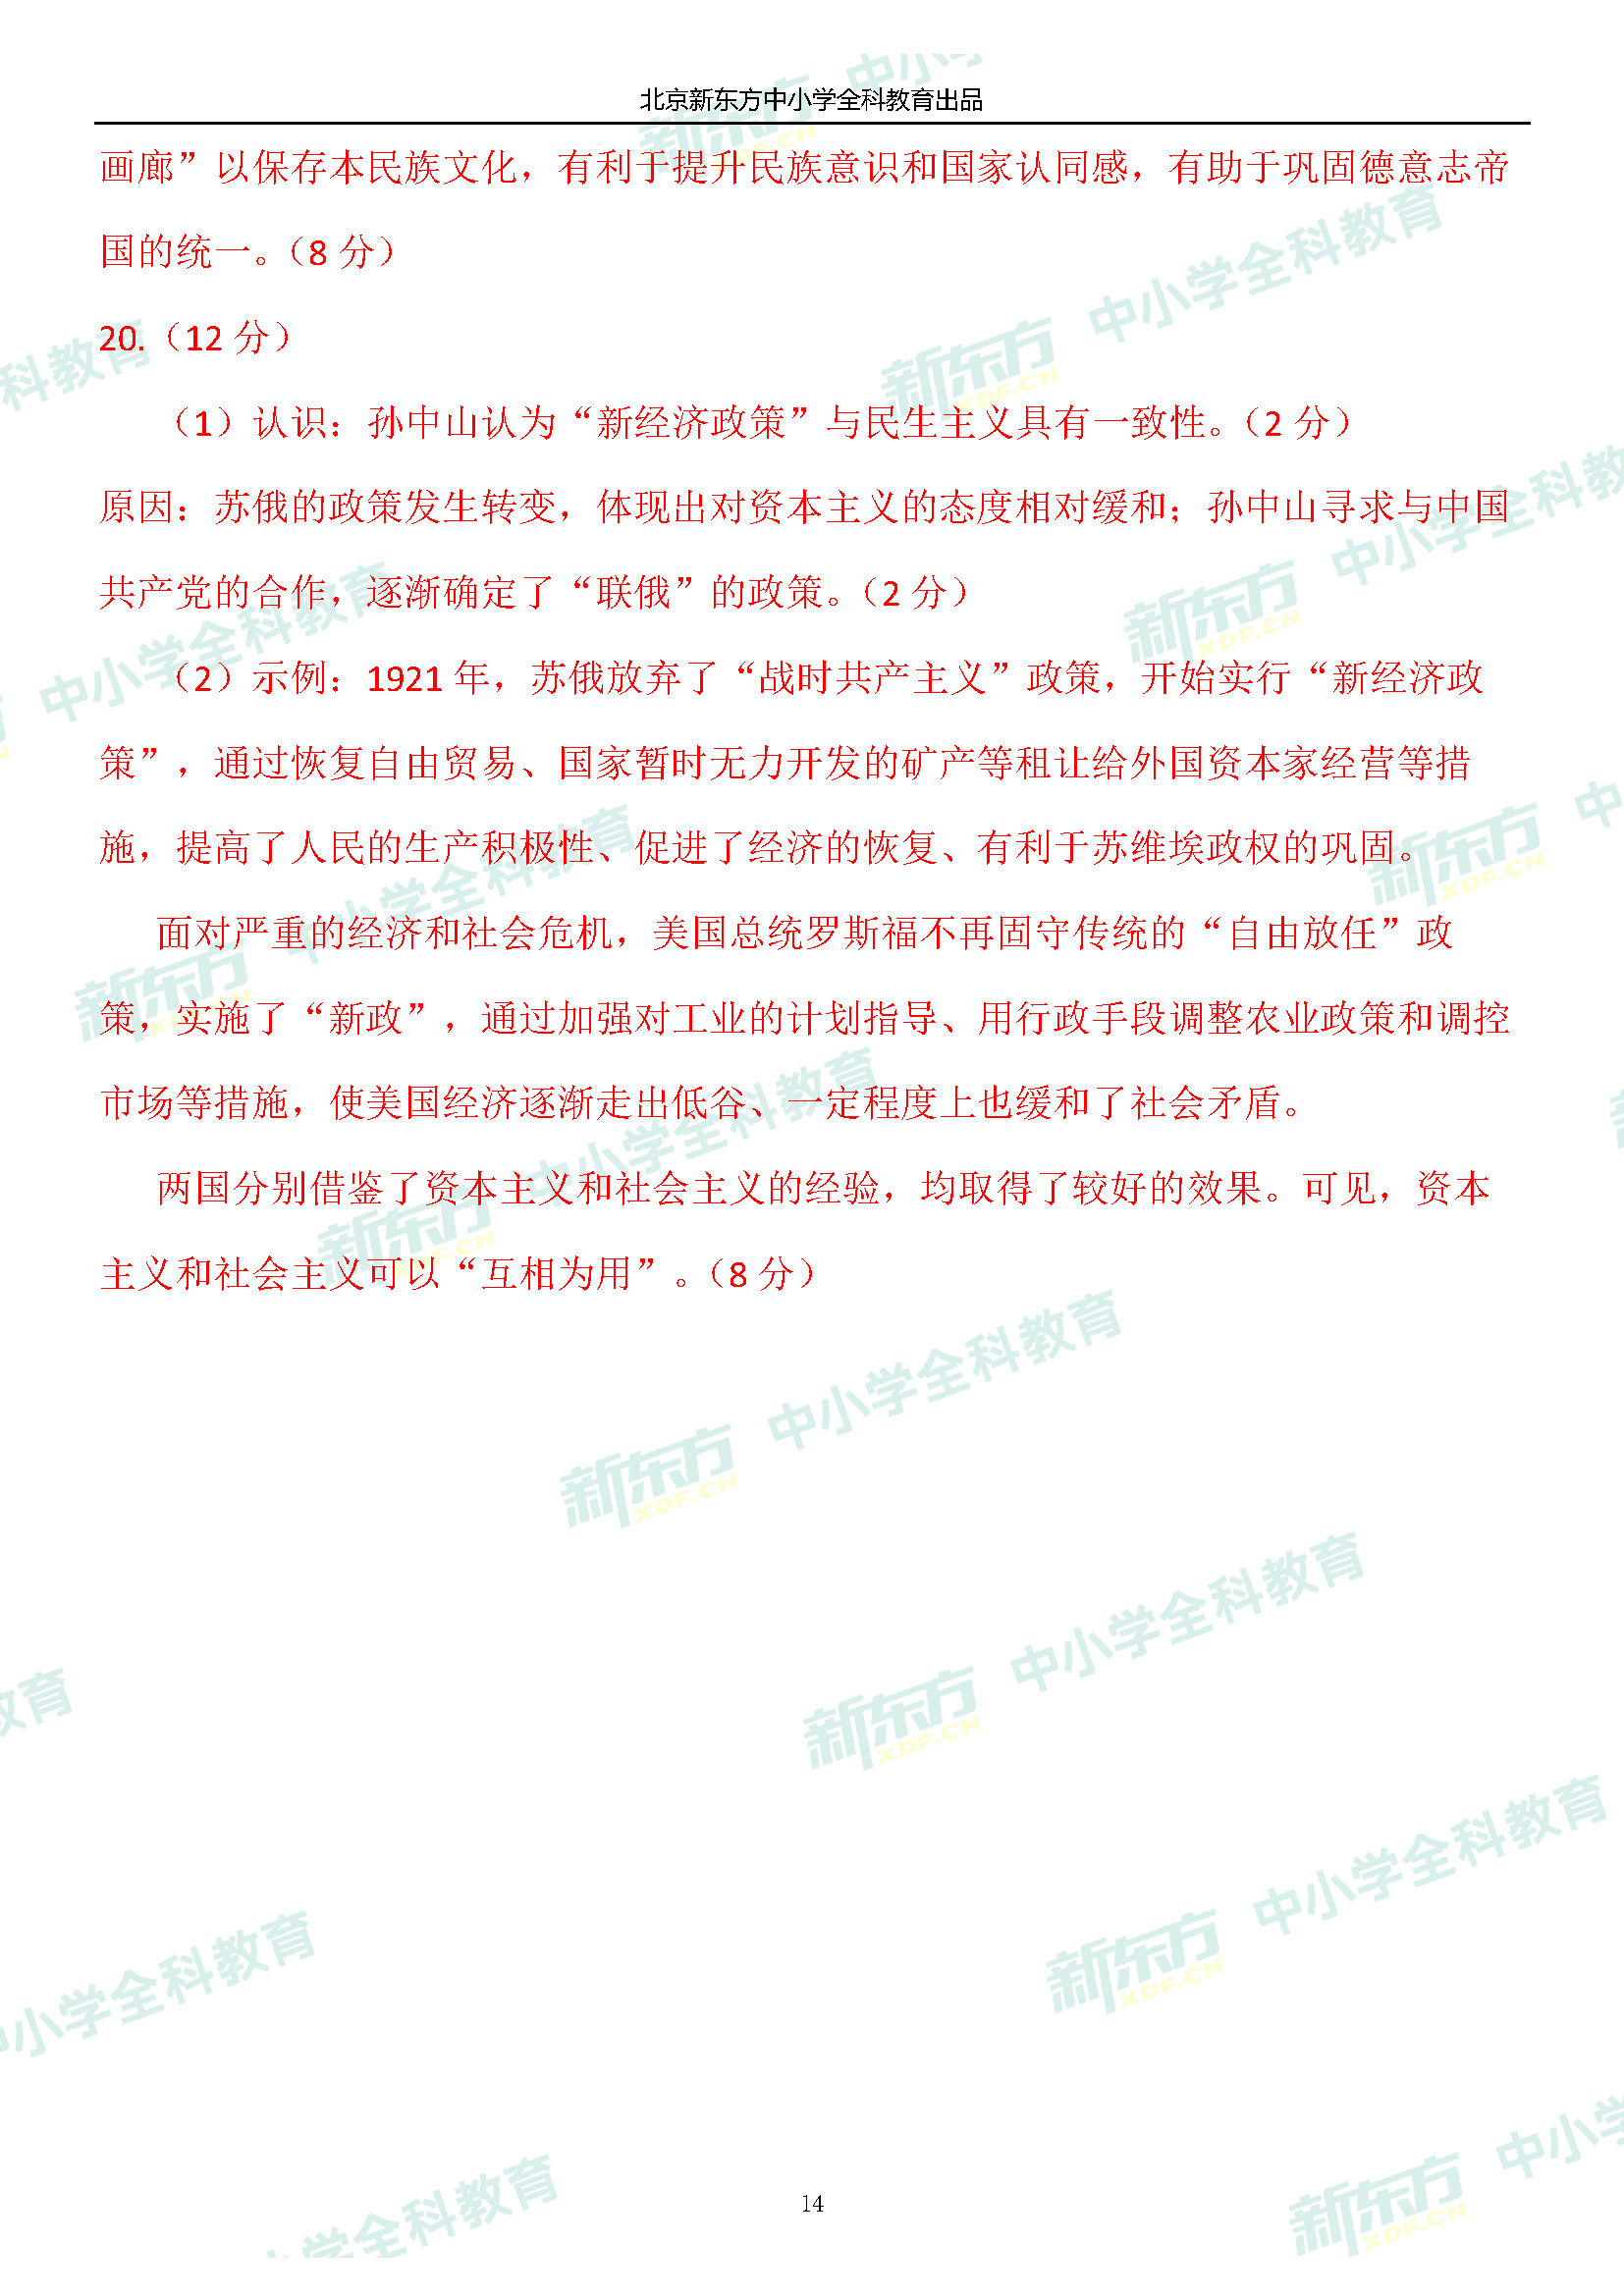 北京新东方中小学全科教育出品
画廊”以保存本民族文化，有利于提升民族意识和国家认同感，有助于巩固德意志帝
国的统一。（8 分）
20.（12 分）
（1）认识：孙中山认为“新经济政策”与民生主义具有一致性。（2 分）
原因：苏俄的政策发生转变，体现出对资本主义的态度相对缓和；孙中山寻求与中国
共产党的合作，逐渐确定了“联俄”的政策。（2 分）
（2）示例：1921 年，苏俄放弃了“战时共产主义”政策，开始实行“新经济政
策”，通过恢复自由贸易、国家暂时无力开发的矿产等租让给外国资本家经营等措
施，提高了人民的生产积极性、促进了经济的恢复、有利于苏维埃政权的巩固。
面对严重的经济和社会危机，美国总统罗斯福不再固守传统的“自由放任”政
策，实施了“新政”，通过加强对工业的计划指导、用行政手段调整农业政策和调控
市场等措施，使美国经济逐渐走出低谷、一定程度上也缓和了社会矛盾。
两国分别借鉴了资本主义和社会主义的经验，均取得了较好的效果。可见，资本
主义和社会主义可以“互相为用”。（8 分）
新东方 XDF.CN 中小学全科教育
14